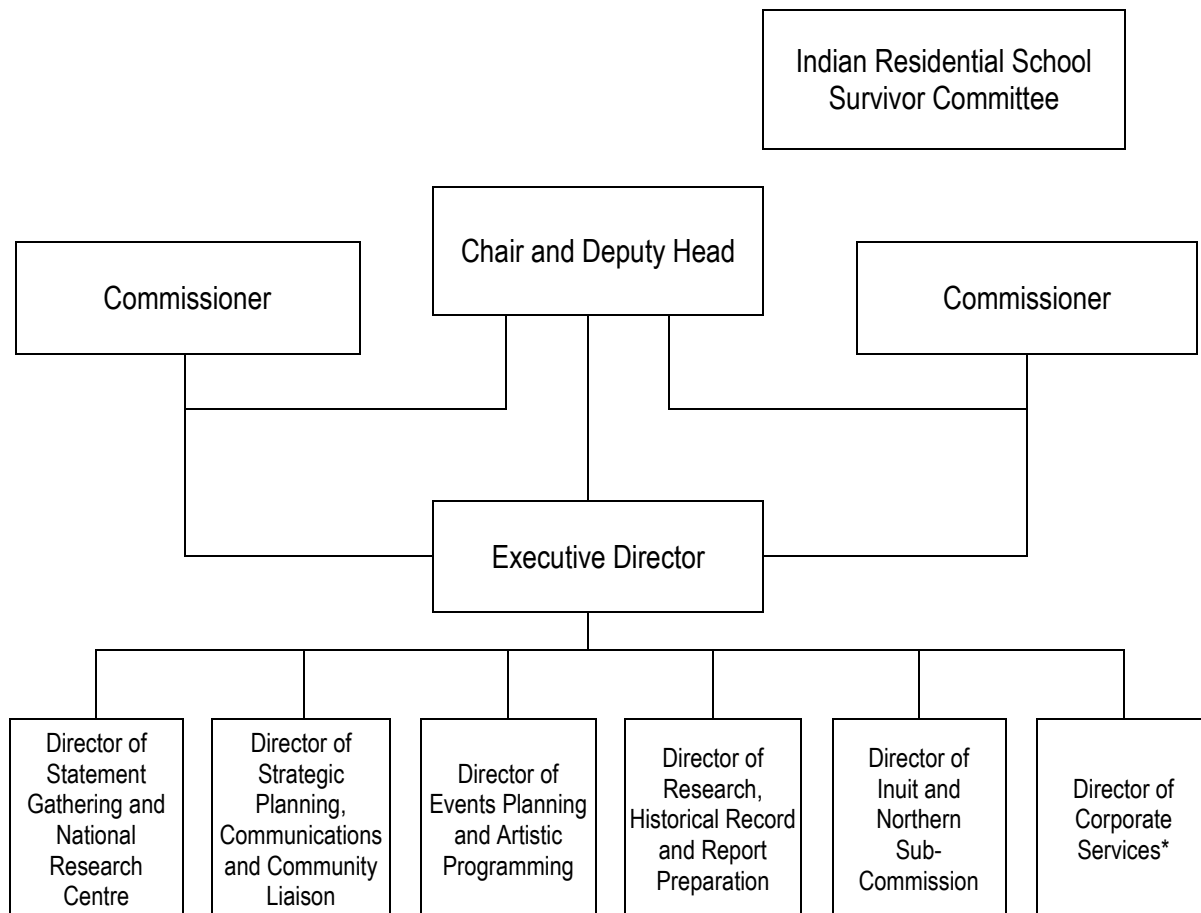 Indian Residential School
Survivor Committee
Chair and Deputy Head
Commissioner
Commissioner
Executive Director
Director of
Statement
Gathering and
National
Research
Centre
Director of
Strategic
Planning,
Communications
and Community
Liaison
Director of
Events Planning
and Artistic
Programming
Director of
Research,
Historical Record
and Report
Preparation
Director of
Inuit and
Northern
Sub-
Commission
Director of
Corporate
Services*